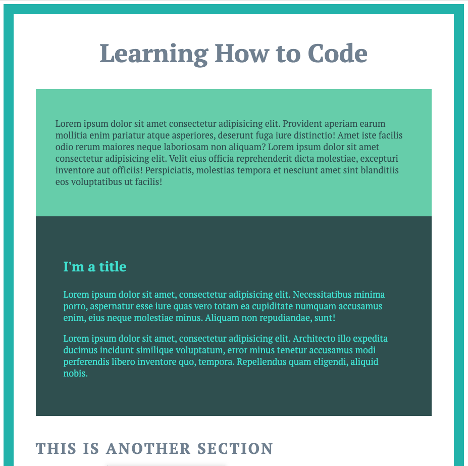 Learning How to Code
Lorem ipsum dolor sit amet consectetur adipisicing elit. Provident aperiam earum
mollitia enim pariatur atque asperiores, deserunt fuga iure distinctio! Amet iste facilis
odio rerum maiores neque laboriosam non aliquam? Lorem ipsum dolor sit amet
consectetur adipisicing elit. Velit eius officia reprehenderit dicta molestiae, excepturi
inventore aut officiis! Perspiciatis, molestias tempora et nesciunt amet sint blanditiis
eos voluptatibus ut facilis!
I'm a title
Lorem ipsum dolor sit amet, consectetur adipisicing elit. Necessitatibus minima
porro, aspernatur esse iure quas vero totam ea cupiditate numquam accusamus
enim, eius neque molestiae minus. Aliquam non repudiandae, sunt!
Lorem ipsum dolor sit amet, consectetur adipisicing elit. Architecto illo expedita
ducimus incidunt similique voluptatum, error minus tenetur accusamus modi
perferendis libero inventore quo, tempora. Repellendus quam eligendi, aliquid
nobis.
THIS IS ANOTHER SECTION